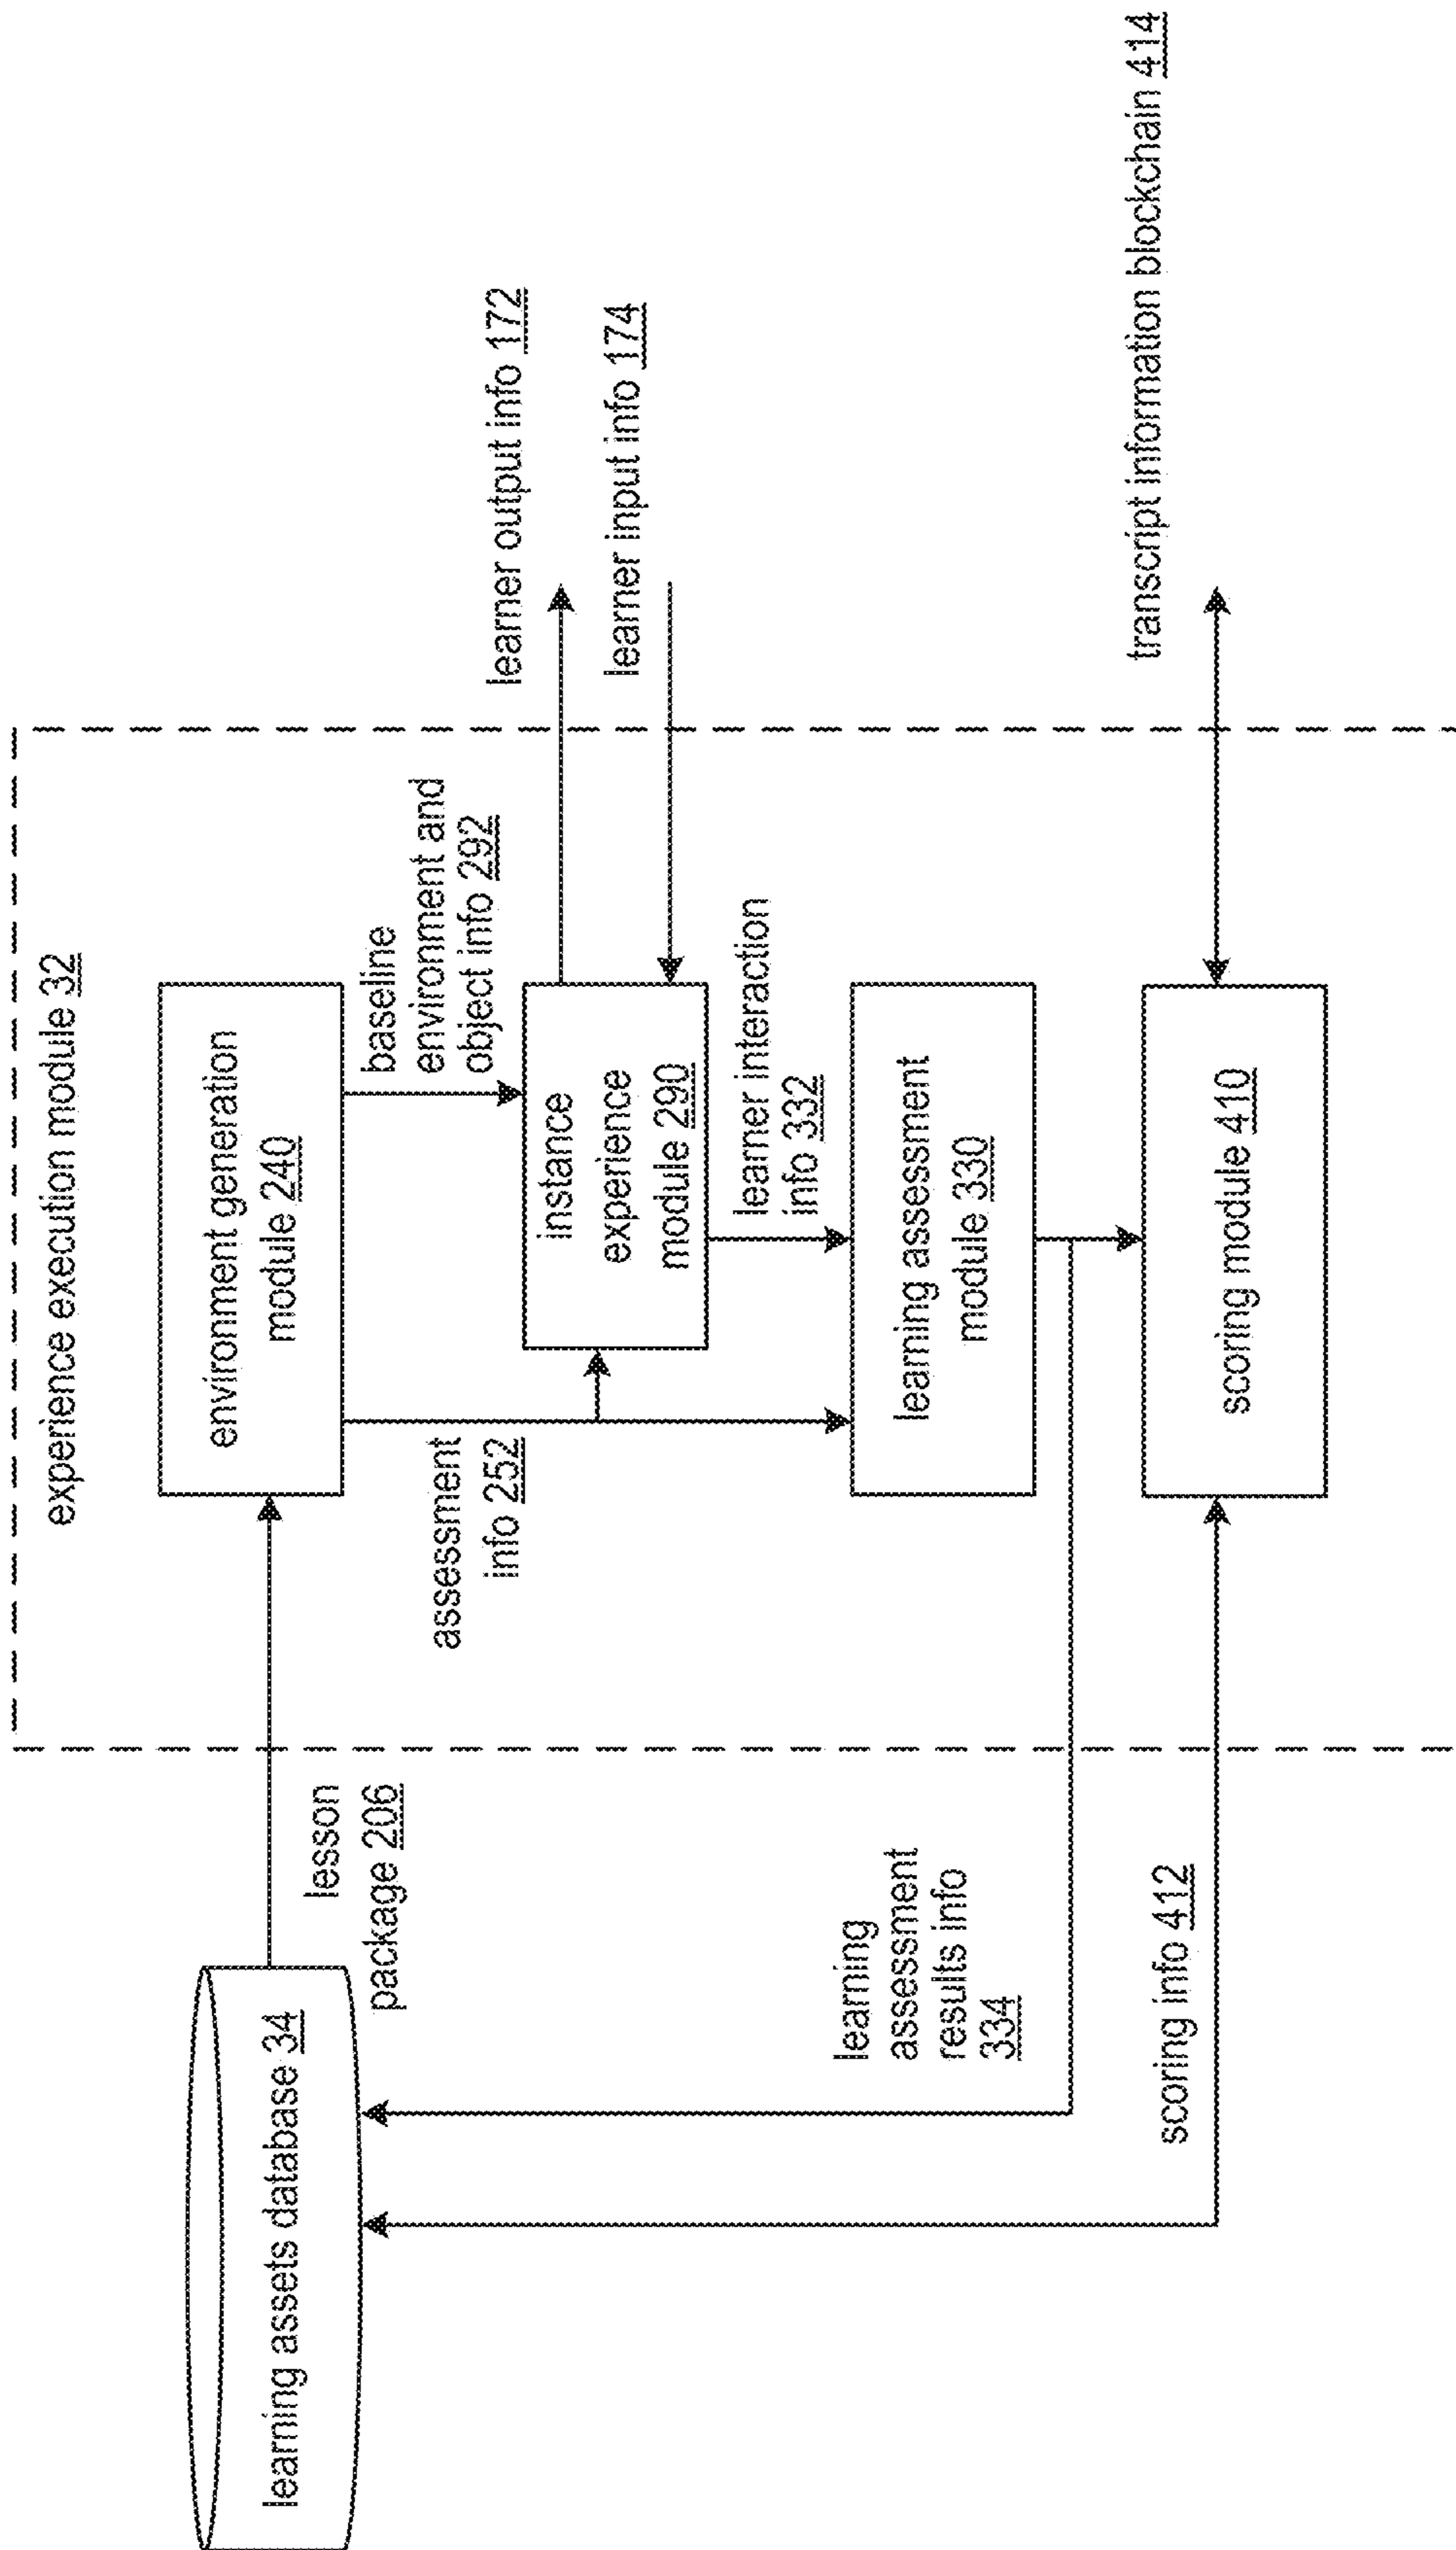 experience execution module 32
learning assets database 34
lesson
package 206
environment generation
module 240
assessment
info 252
baseline
environment and
object info 292
instance
experience
module 290
learner output info 172
learner input info 174
learner interaction
info 332
learning assessment
module 330
learning
assessment
results info
334
scoring info 412
scoring module 410
transcript information blockchain 414